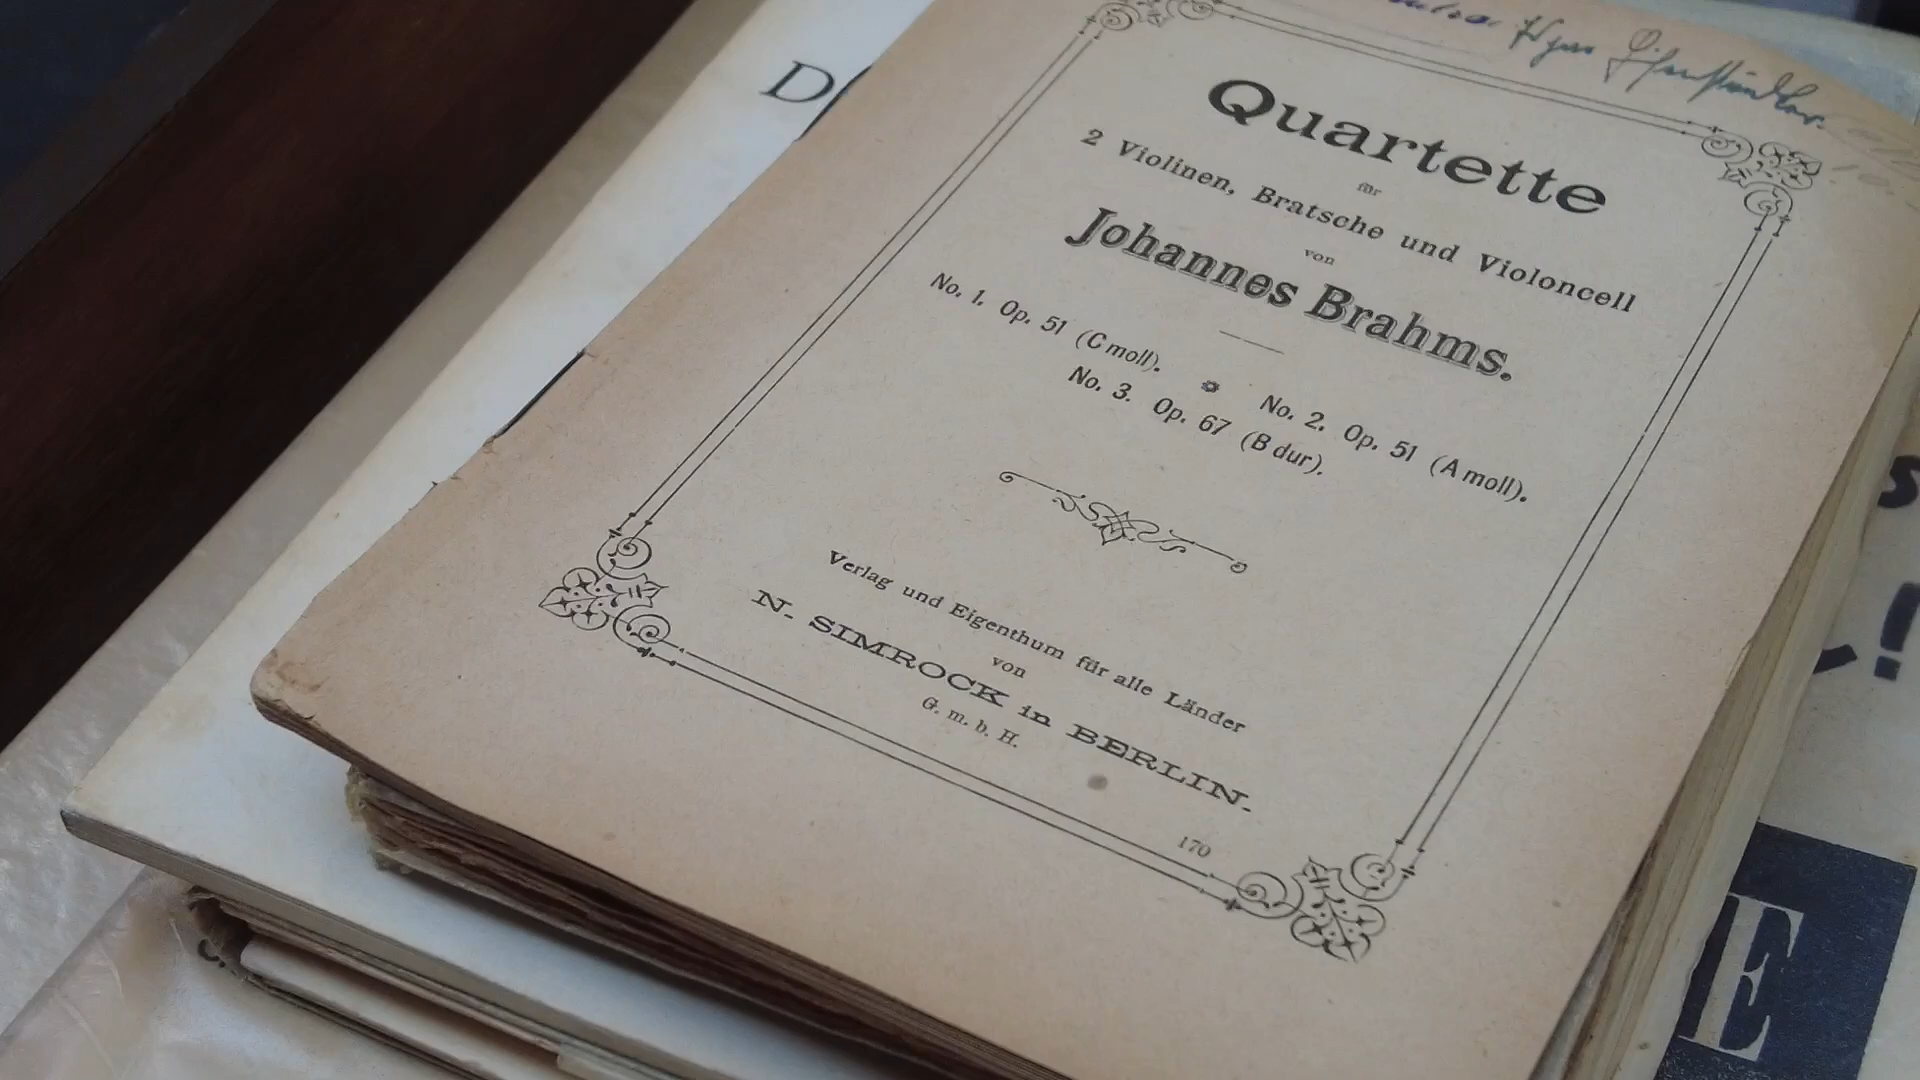 Quartette
für
2 Violinen, Bratsche und Violoncell
von
Johannes Brahms.
No. 1. Op. 51 (C moll). No. 2. Op. 51 (A moll).
No. 3. Op. 67 (B dur).
Verlag und Eigenthum für alle Länder
von
N. SIMROCK in BERLIN.
G. m. b. H.
170
D
E